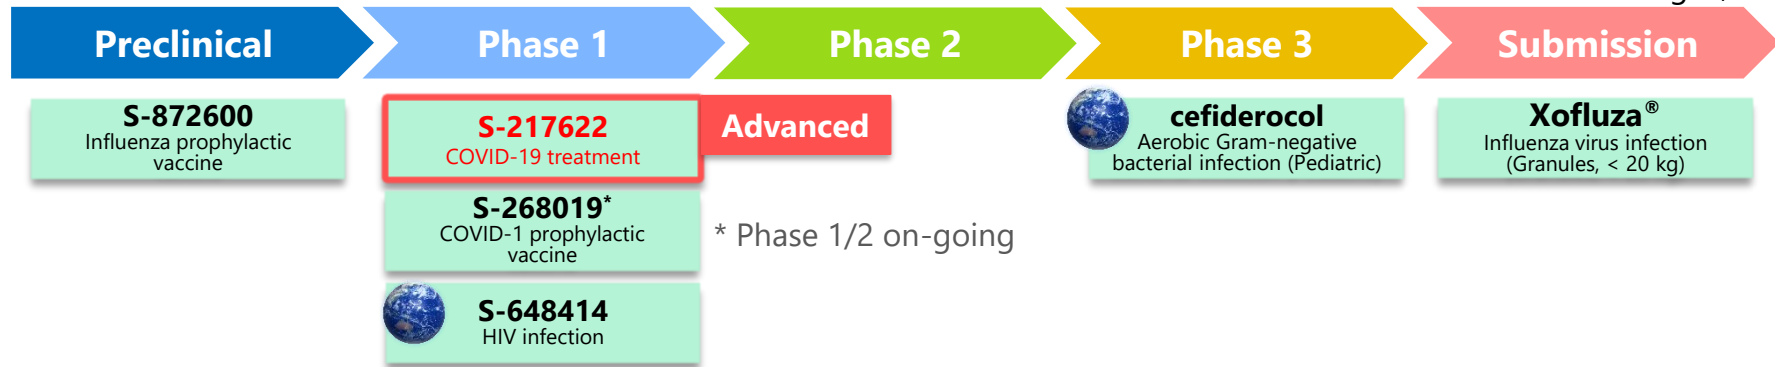 Preclinical
Phase 1
Phase 2
Phase 3
Submission
S-872600
Influenza prophylactic
vaccine
S-217622
COVID-19 treatment
Advanced
S-268019*
COVID-1 prophylactic
vaccine
* Phase 1/2 on-going
S-648414
HIV infection
cefiderocol
Aerobic Gram-negative
bacterial infection (Pediatric)
Xofluza®
Influenza virus infection
(Granules, < 20 kg)